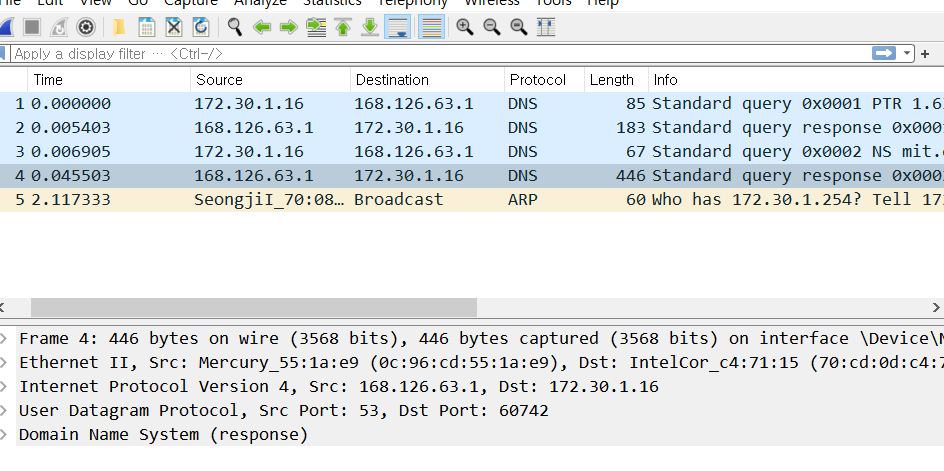 File Edit View Go Capture Analyze Statistics Telephony Wireless Tools Help
Apply a display filter … <Ctrl-/>
Time Source Destination Protocol Length Info
1 0.000000 172.30.1.16 168.126.63.1 DNS 85 Standard query 0x0001 PTR 1.6
2 0.005403 168.126.63.1 172.30.1.16 DNS 183 Standard query response 0x000
3 0.006905 172.30.1.16 168.126.63.1 DNS 67 Standard query 0x0002 NS mit.
4 0.045503 168.126.63.1 172.30.1.16 DNS 446 Standard query response 0x000
5 2.117333 SeongjiI_70:08… Broadcast ARP 60 Who has 172.30.1.254? Tell 17
Frame 4: 446 bytes on wire (3568 bits), 446 bytes captured (3568 bits) on interface \Device\N
Ethernet II, Src: Mercury_55:1a:e9 (0c:96:cd:55:1a:e9), Dst: IntelCor_c4:71:15 (70:cd:0d:c4:7
Internet Protocol Version 4, Src: 168.126.63.1, Dst: 172.30.1.16
User Datagram Protocol, Src Port: 53, Dst Port: 60742
Domain Name System (response)